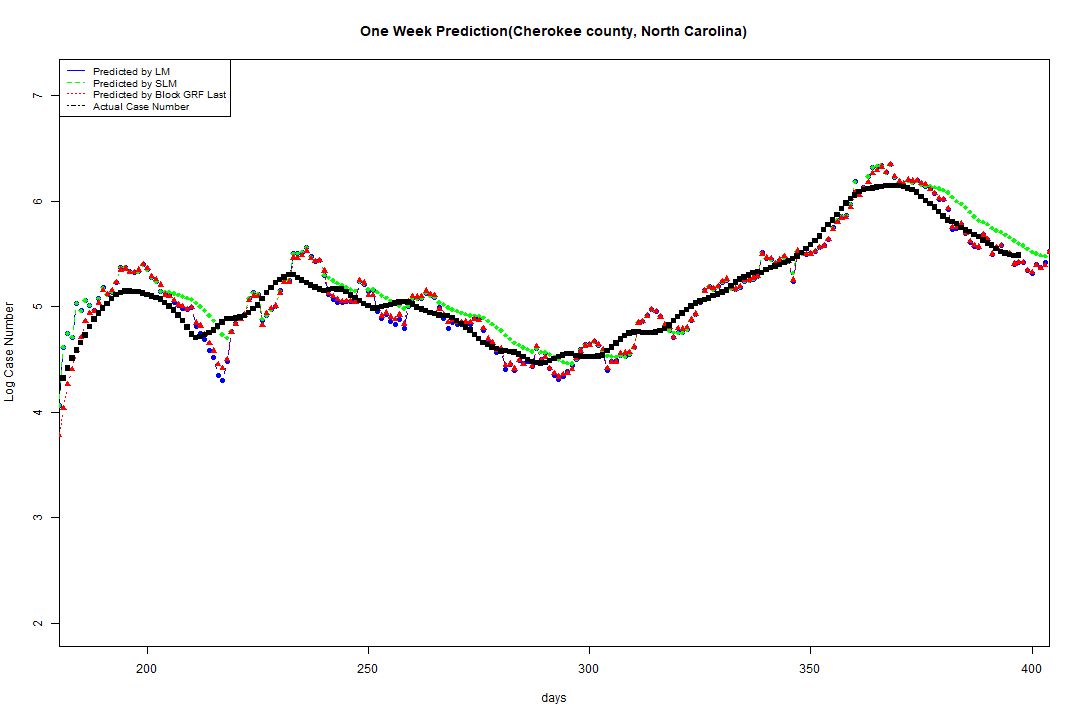 One Week Prediction(Cherokee county, North Carolina)
Predicted by LM
Predicted by SLM
Predicted by Block GRF Last
Actual Case Number
7
6
5
4
3
2
Log Case Number
200 250 300 350 400
days